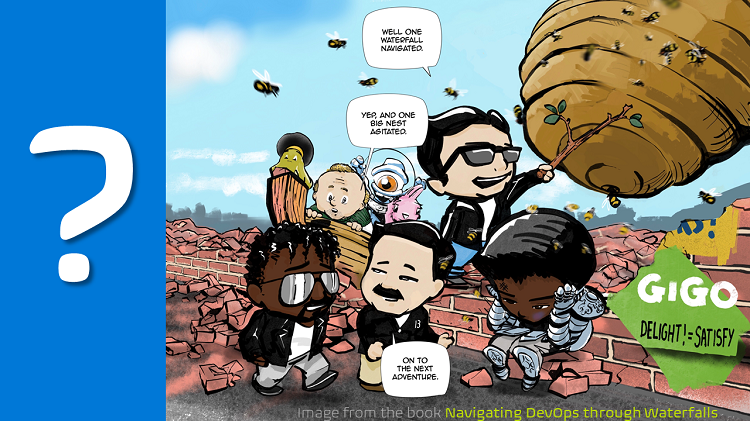 ?
WELL ONE
WATERFALL
NAVIGATED.
YEP, AND ONE
BIG NEST
AGITATED.
13
GIGO
DELIGHT!=SATISFY
ON TO
THE NEXT
ADVENTURE.
Image from the book Navigating DevOps through Waterfalls